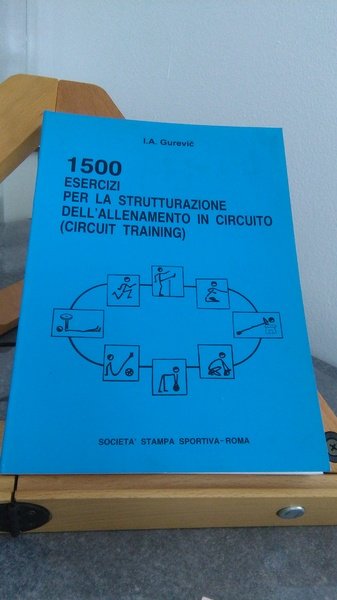 I.A. Gurevič
1500
ESERCIZI
PER LA STRUTTURAZIONE
DELL'ALLENAMENTO IN CIRCUITO
(CIRCUIT TRAINING)
SOCIETA' STAMPA SPORTIVA - ROMA